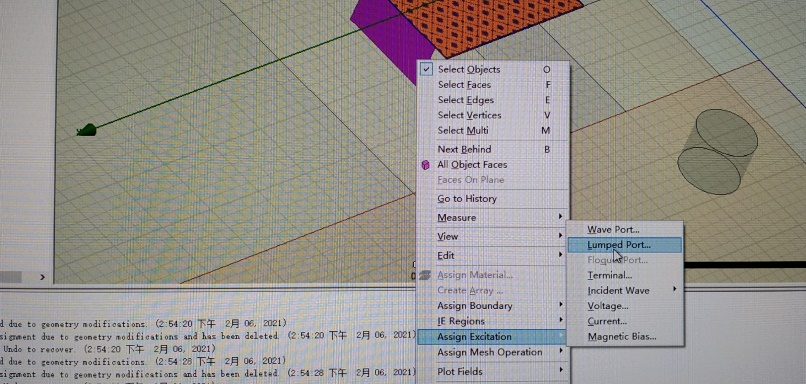 Select Objects O
Select Faces F
Select Edges E
Select Vertices V
Select Multi M
Next Behind B
All Object Faces
Faces On Plane
Go to History
Measure
View
Edit
Assign Material...
Create Array ...
Assign Boundary
IE Regions
Assign Excitation
Assign Mesh Operation
Plot Fields
Wave Port...
Lumped Port...
Floquet Port...
Terminal...
Incident Wave
Voltage...
Current...
Magnetic Bias...
d due to geometry modifications. (2:54:20 下午 2月 06, 2021)
signment due to geometry modifications and has been deleted. (2:54:20 下午 2月 06, 2021)
Undo to recover. (2:54:20 下午 2月 06, 2021)
d due to geometry modifications. (2:54:28 下午 2月 06, 2021)
signment due to geometry modifications and has been deleted. (2:54:28 下午 2月 06, 2021)